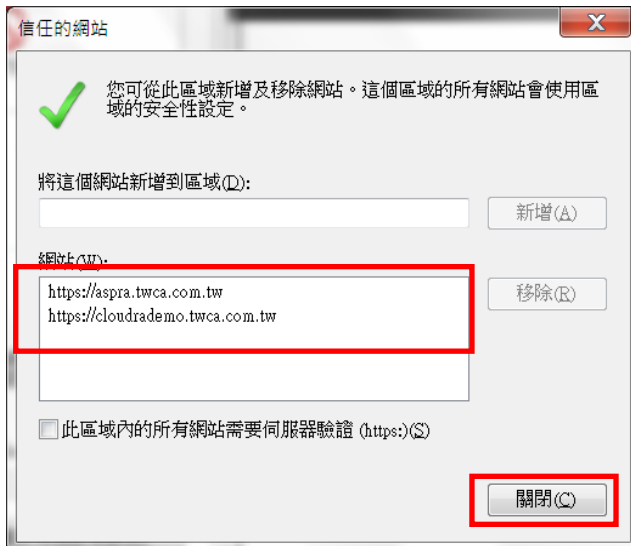 信任的網站
您可從此區域新增及移除網站。這個區域的所有網站會使用區
域的安全性設定。
將這個網站新增到區域(D):
新增(A)
網站(W):
https://aspra.twca.com.tw
https://cloudrademo.twca.com.tw
移除(R)
此區域內的所有網站需要伺服器驗證 (https:)(S)
關閉(C)